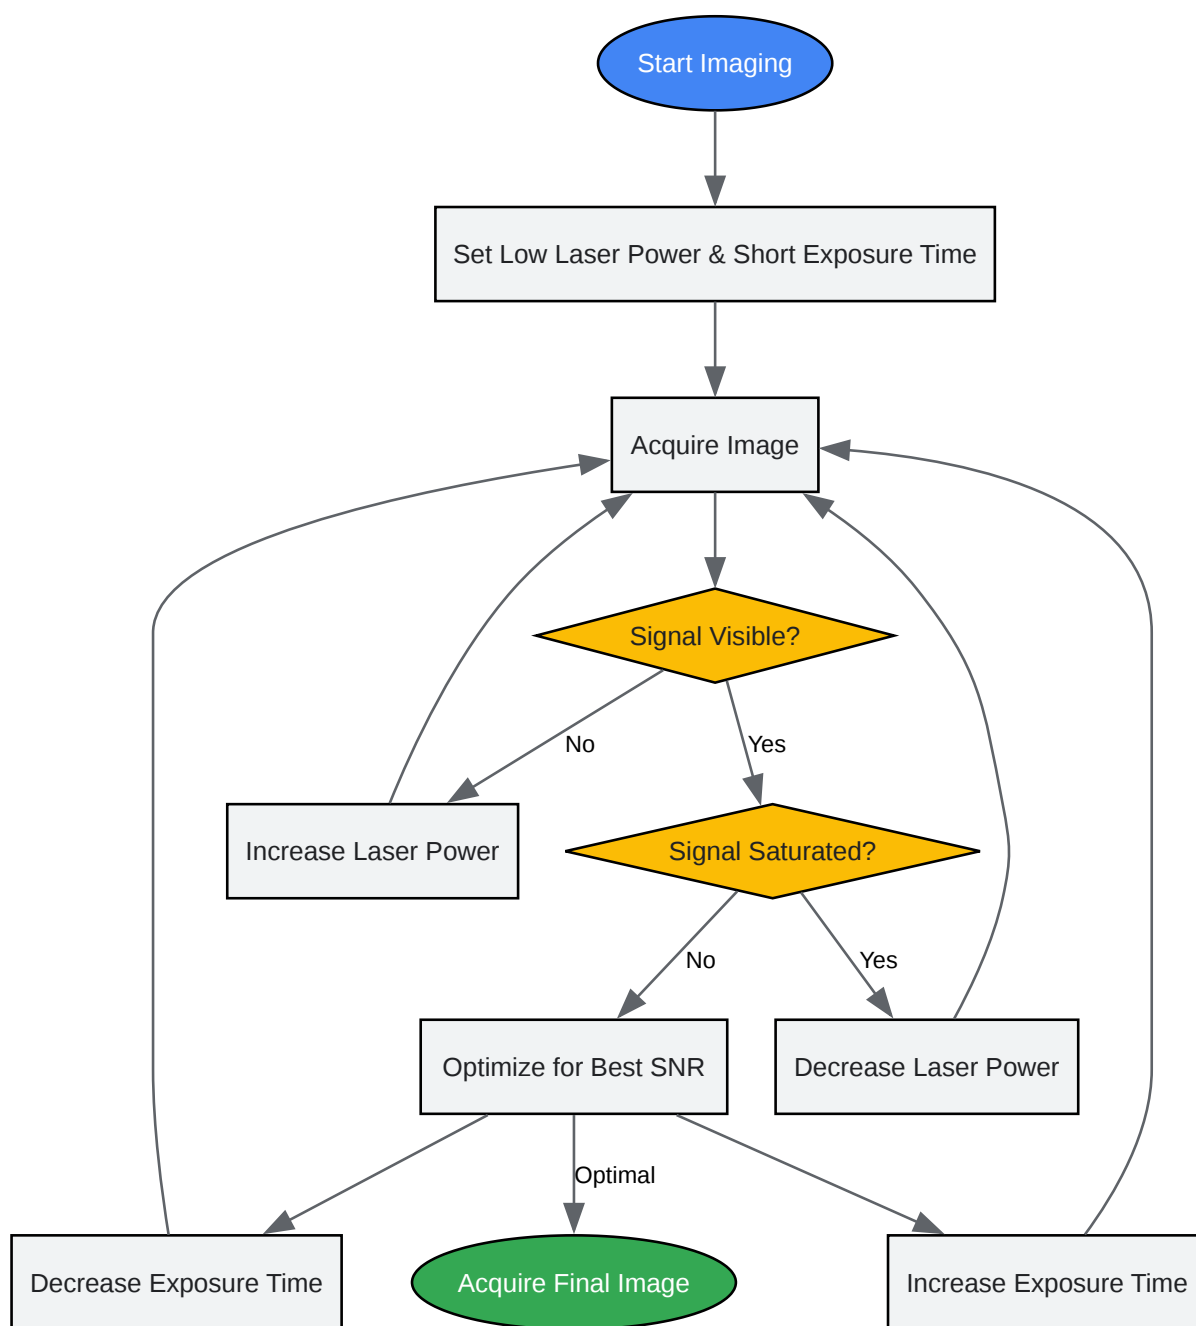 Start Imaging
Set Low Laser Power & Short Exposure Time
Acquire Image
Signal Visible?
No
Yes
Increase Laser Power
Signal Saturated?
No
Yes
Optimize for Best SNR
Decrease Laser Power
Optimal
Decrease Exposure Time
Acquire Final Image
Increase Exposure Time